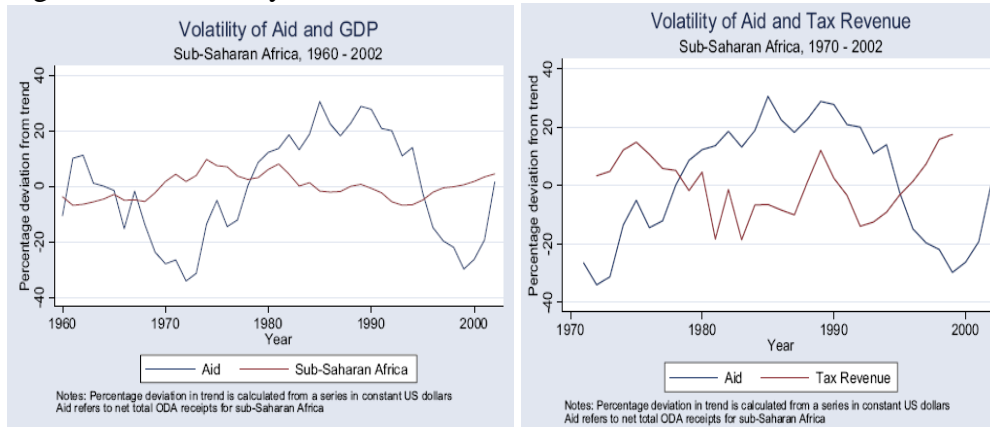 Volatility of Aid and GDP
Sub-Saharan Africa, 1960 - 2002
Percentage deviation from trend
40
20
0
-20
-40
1960
1970
1980
1990
2000
Year
Aid
Sub-Saharan Africa
Notes: Percentage deviation in trend is calculated from a series in constant US dollars
Aid refers to net total ODA receipts for sub-Saharan Africa
Volatility of Aid and Tax Revenue
Sub-Saharan Africa, 1970 - 2002
Percentage deviation from trend
40
20
0
-20
-40
1970
1980
1990
2000
Year
Aid
Tax Revenue
Notes: Percentage deviation in trend is calculated from a series in constant US dollars
Aid refers to net total ODA receipts for sub-Saharan Africa